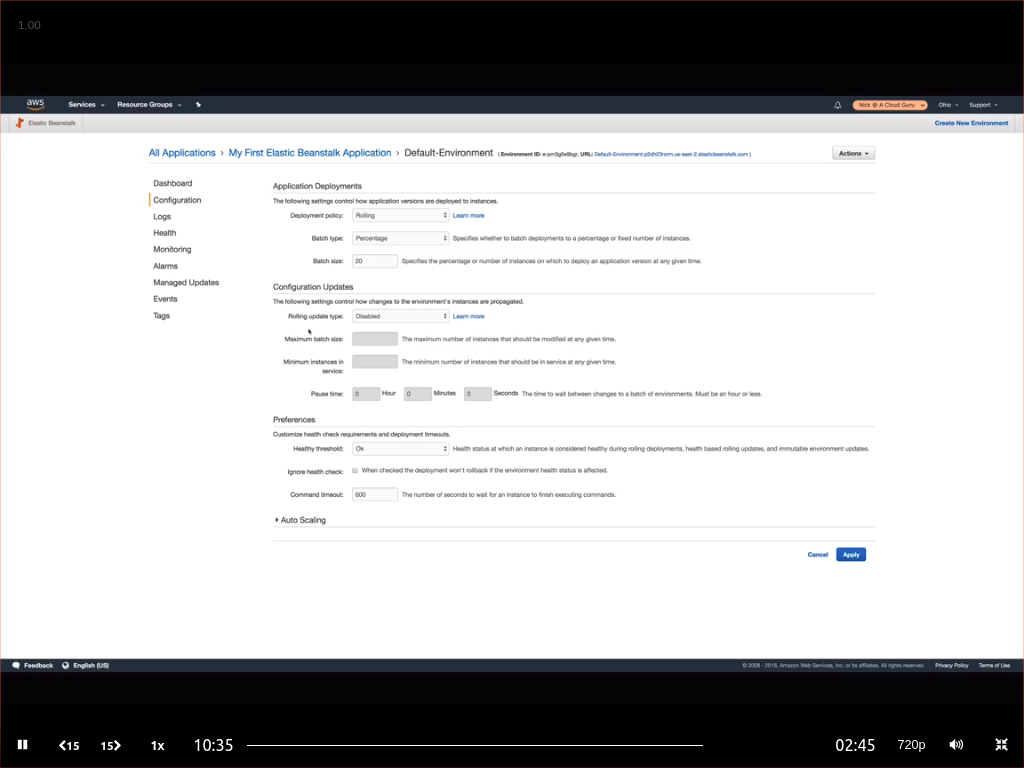 1.00
aws Services Resource Groups Nick @ A Cloud Guru Ohio Support
Elastic Beanstalk Create New Environment
All Applications › My First Elastic Beanstalk Application › Default-Environment ( Environment ID: URL: ) Actions
Dashboard
Configuration
Logs
Health
Monitoring
Alarms
Managed Updates
Events
Tags
Application Deployments
The following settings control how application versions are deployed to instances.
Deployment policy: Rolling Learn more
Batch type: Percentage Specifies whether to batch deployments to a percentage or fixed number of instances.
Batch size: 20 Specifies the percentage or number of instances on which to deploy an application version at any given time.
Configuration Updates
The following settings control how changes to the environment's instances are propagated.
Rolling update type: Disabled Learn more
Maximum batch size: The maximum number of instances that should be modified at any given time.
Minimum instances in
service: The minimum number of instances that should be in service at any given time.
Pause time: 0 Hour 0 Minutes 0 Seconds The time to wait between changes to a batch of environments. Must be an hour or less.
Preferences
Customize health check requirements and deployment timeouts.
Healthy threshold: Ok Health status at which an instance is considered healthy during rolling deployments, health based rolling updates, and immutable environment updates.
Ignore health check: When checked the deployment won't rollback if the environment health status is affected.
Command timeout: 600 The number of seconds to wait for an instance to finish executing commands.
Auto Scaling
Cancel Apply
Feedback English (US) © 2008 - 2018, Amazon Web Services, Inc. or its affiliates. All rights reserved. Privacy Policy Terms of Use
15 15 1x 10:35 02:45 720p